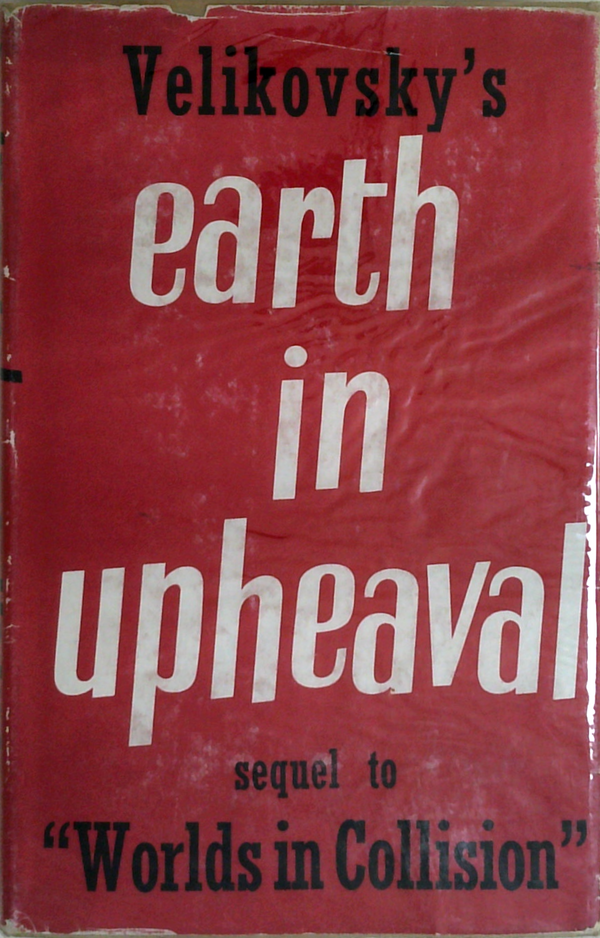 Velikovsky's
earth
in
upheaval
sequel to
“Worlds in Collision”